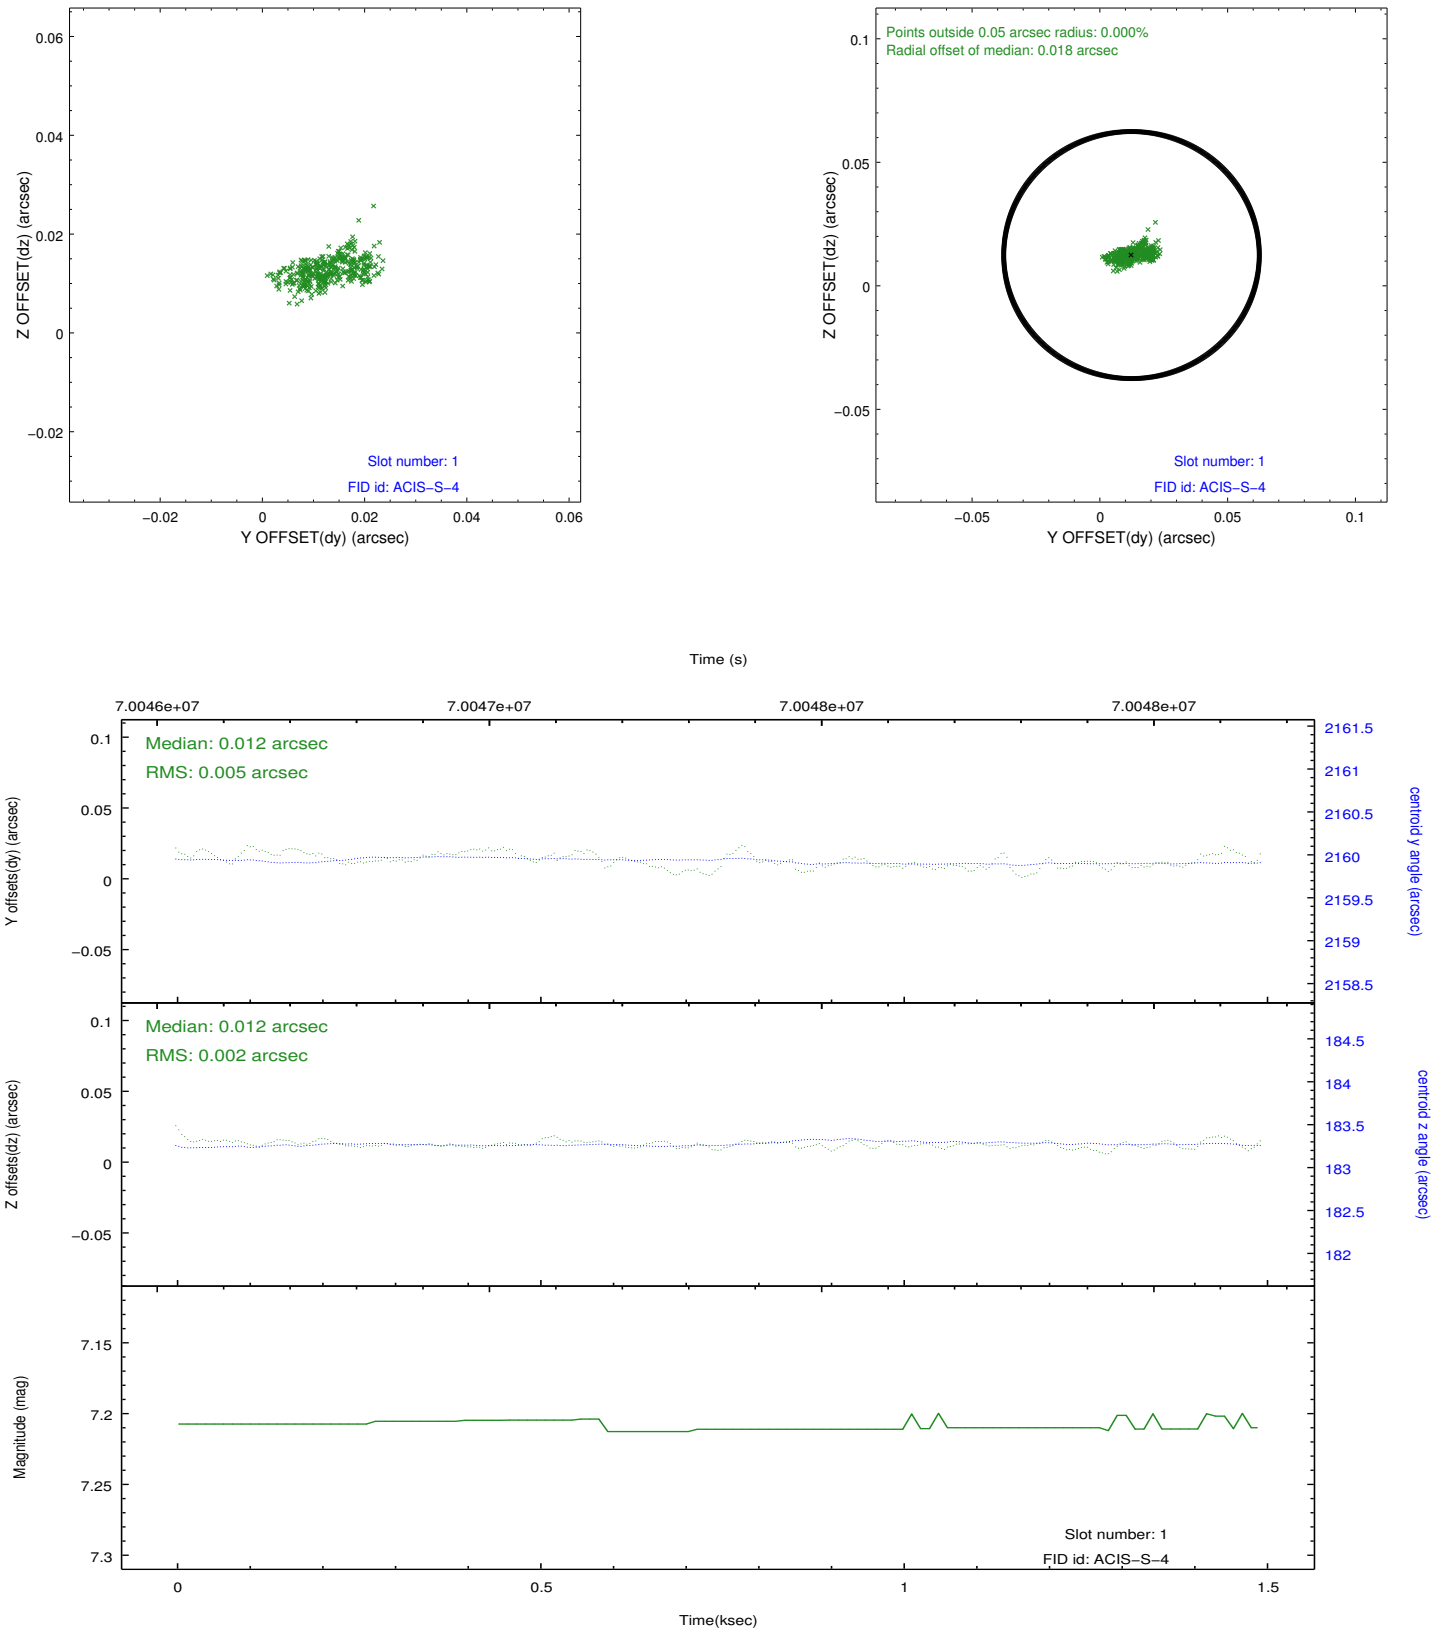 0.06
0.04
0.02
0
−0.02
Z OFFSET(dz) (arcsec)
Slot number: 1
FID id: ACIS−S−4
−0.02 0 0.02 0.04 0.06
Y OFFSET(dy) (arcsec)
Points outside 0.05 arcsec radius: 0.000%
Radial offset of median: 0.018 arcsec
0.1
0.05
0
−0.05
Z OFFSET(dz) (arcsec)
Slot number: 1
FID id: ACIS−S−4
−0.05 0 0.05 0.1
Y OFFSET(dy) (arcsec)
Time (s)
7.0046e+07 7.0047e+07 7.0048e+07 7.0048e+07
Median: 0.012 arcsec
RMS: 0.005 arcsec
0.1
0.05
0
−0.05
Y offsets(dy) (arcsec)
2161.5
2161
2160.5
2160
2159.5
2159
2158.5
centroid y angle (arcsec)
Median: 0.012 arcsec
RMS: 0.002 arcsec
0.1
0.05
0
−0.05
Z offsets(dz) (arcsec)
184.5
184
183.5
183
182.5
182
centroid z angle (arcsec)
7.15
7.2
7.25
7.3
Magnitude (mag)
Slot number: 1
FID id: ACIS−S−4
0 0.5 1 1.5
Time(ksec)